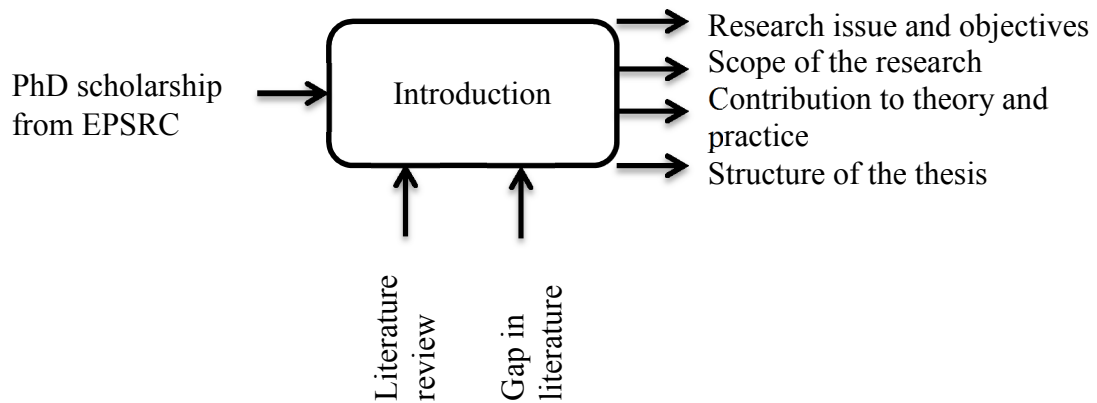 PhD scholarship
from EPSRC
Introduction
Research issue and objectives
Scope of the research
Contribution to theory and
practice
Structure of the thesis
Literature
review
Gap in
literature